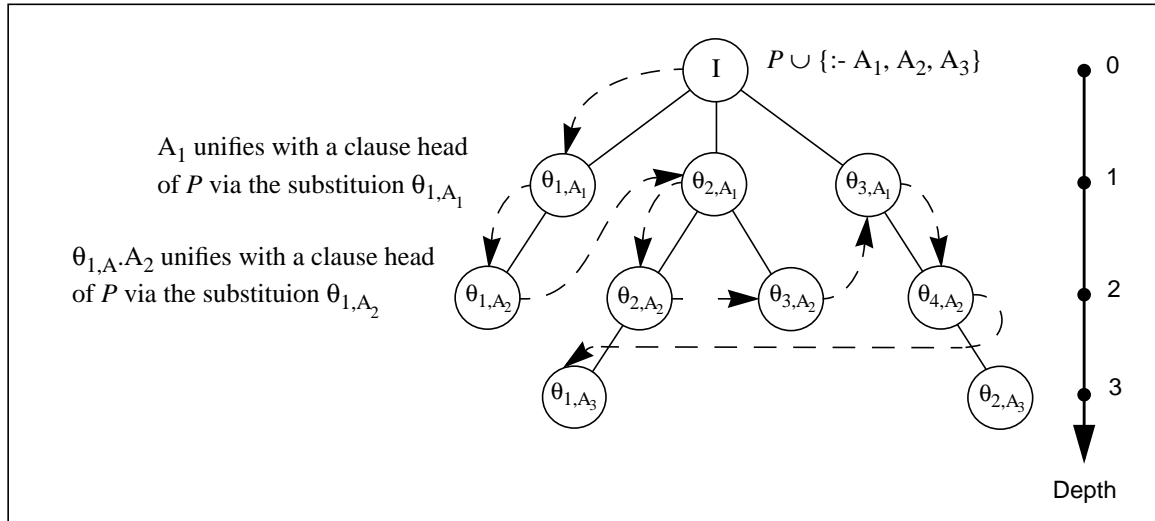 I
P ∪ {:- A1, A2, A3}
0
A1 unifies with a clause head
of P via the substituion θ1,A1
θ1,A1
θ2,A1
θ3,A1
1
θ1,A.A2 unifies with a clause head
of P via the substituion θ1,A2
θ1,A2
θ2,A2
θ3,A2
θ4,A2
2
θ1,A3
θ2,A3
3
Depth